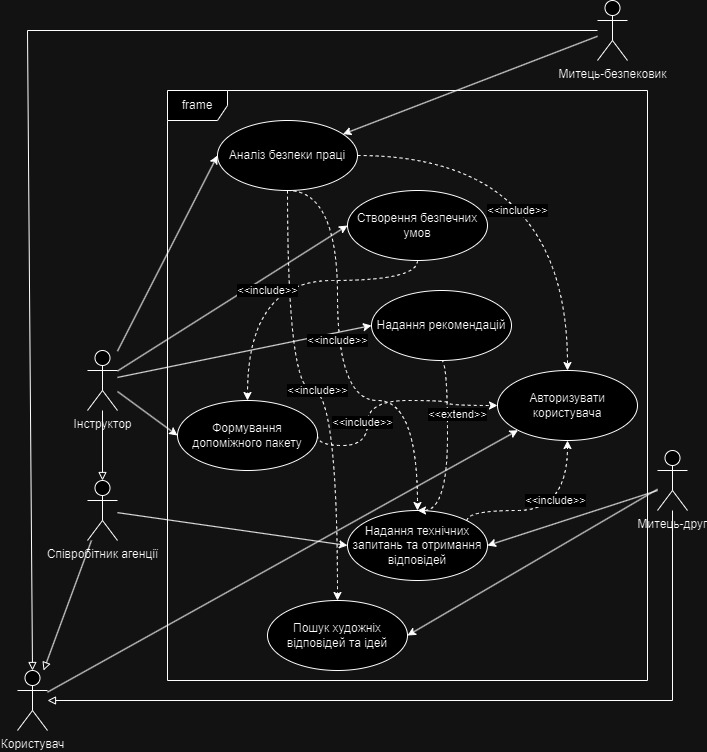 Митець-безпековик
frame
Аналіз безпеки праці
Створення безпечних
умов
<<include>>
<<include>>
Надання рекомендацій
<<include>>
<<include>>
Авторизувати
користувача
Інструктор
Формування
допоміжного пакету
<<include>>
<<extend>>
<<include>>
Митець-друг
Надання технічних
запитань та отримання
відповідей
Співробітник агенції
Пошук художніх
відповідей та ідей
Користувач